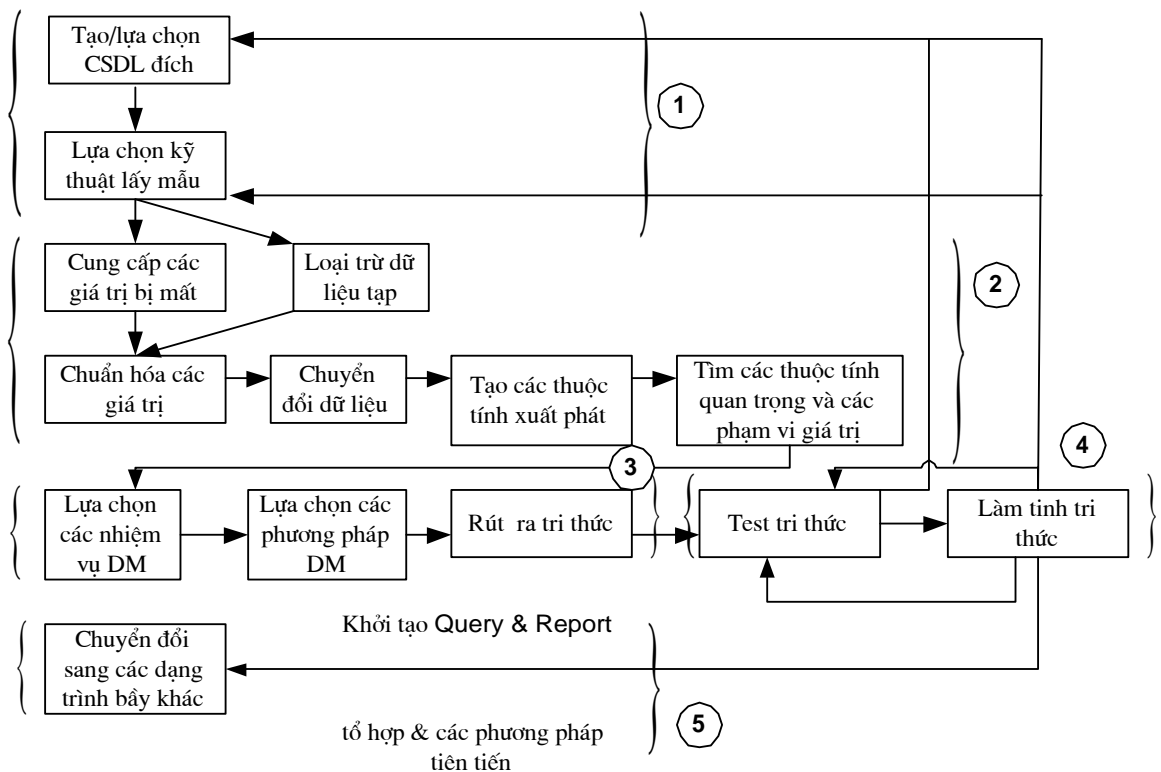 Tạo/lựa chọn
CSDL đích
1
Lựa chọn kỹ
thuật lấy mẫu
Cung cấp các
giá trị bị mất
Loại trừ dữ
liệu tạp
2
Chuẩn hóa các
giá trị
Chuyển
đổi dữ liệu
Tạo các thuộc
tính xuất phát
Tìm các thuộc tính
quan trọng và các
phạm vi giá trị
3
4
Lựa chọn
các nhiệm
vụ DM
Lựa chọn các
phương pháp
DM
Rút ra tri thức
Test tri thức
Làm tinh tri
thức
Khởi tạo Query & Report
Chuyển đổi
sang các dạng
trình bầy khác
5
tổ hợp & các phương pháp
tiên tiến